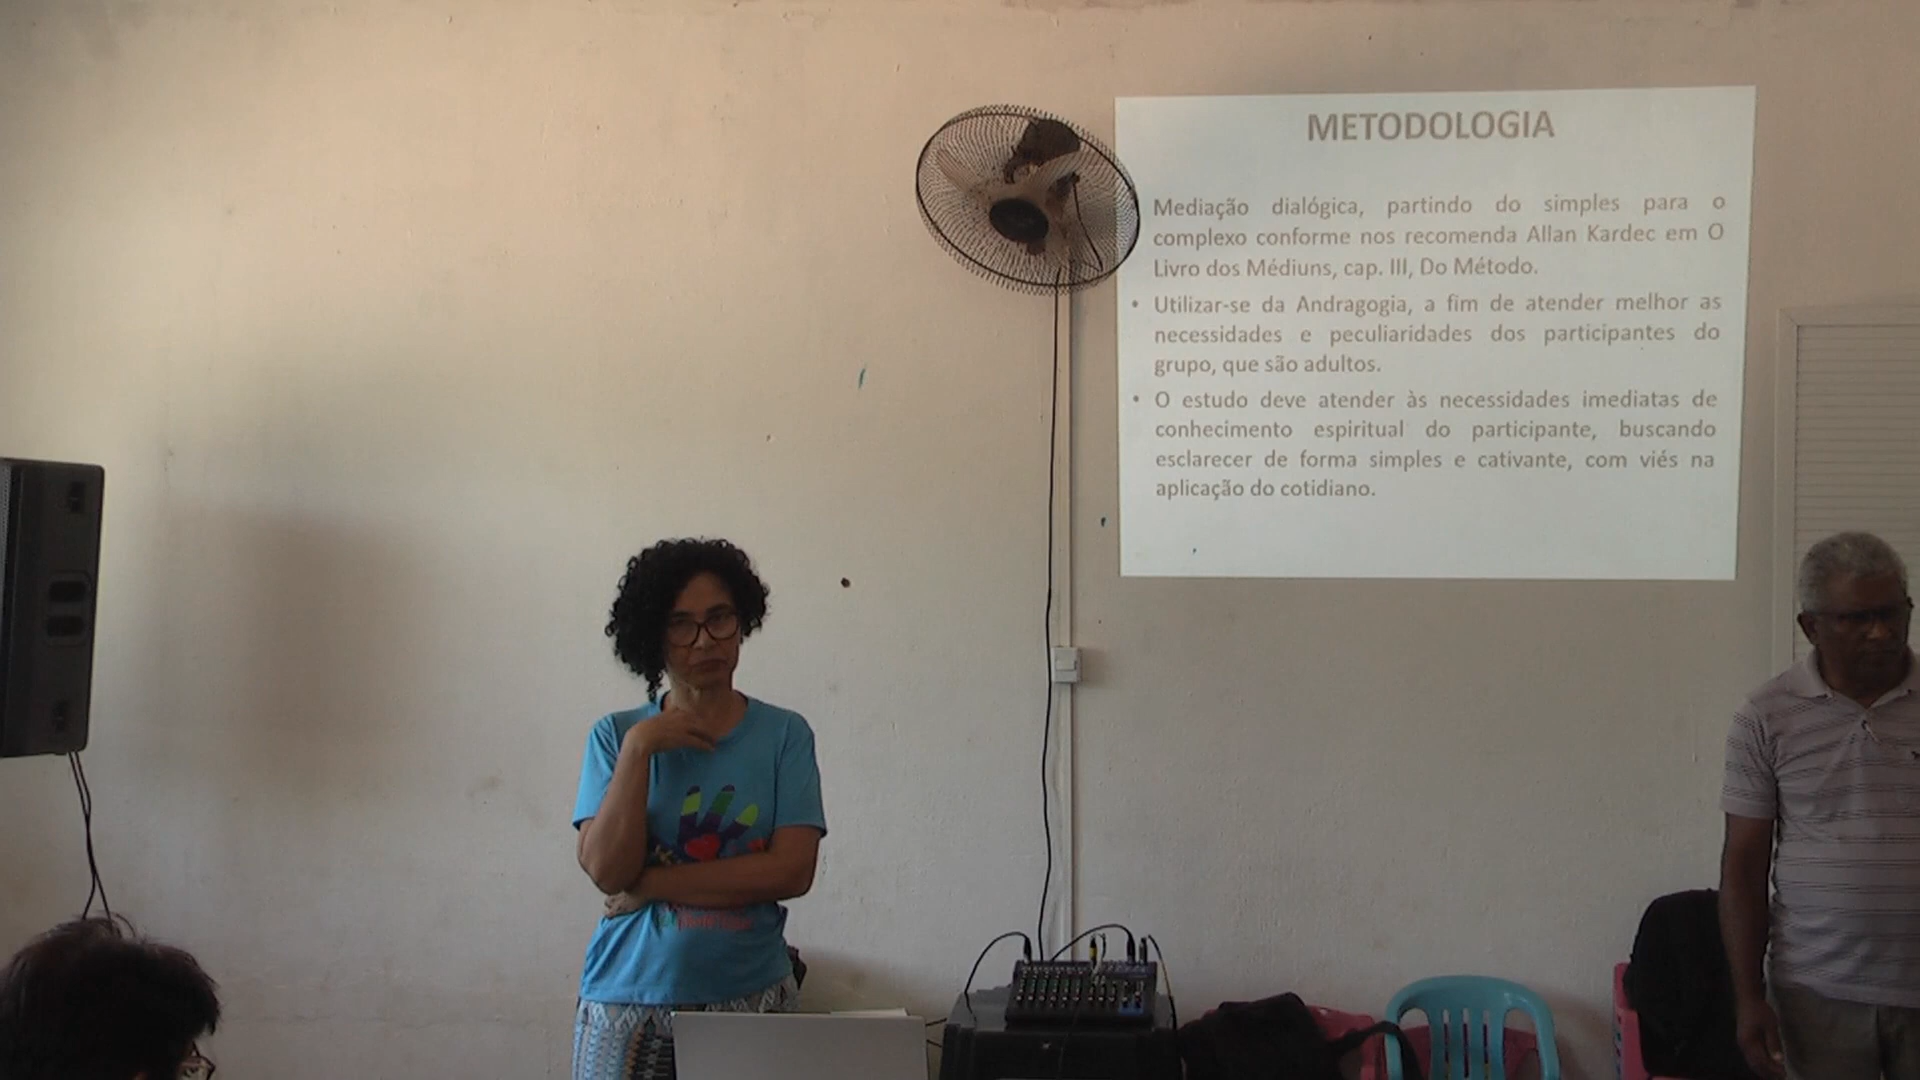 METODOLOGIA
Mediação dialógica, partindo do simples para o
complexo conforme nos recomenda Allan Kardec em O
Livro dos Médiuns, cap. III, Do Método.
• Utilizar-se da Andragogia, a fim de atender melhor as
necessidades e peculiaridades dos participantes do
grupo, que são adultos.
• O estudo deve atender às necessidades imediatas de
conhecimento espiritual do participante, buscando
esclarecer de forma simples e cativante, com viés na
aplicação do cotidiano.